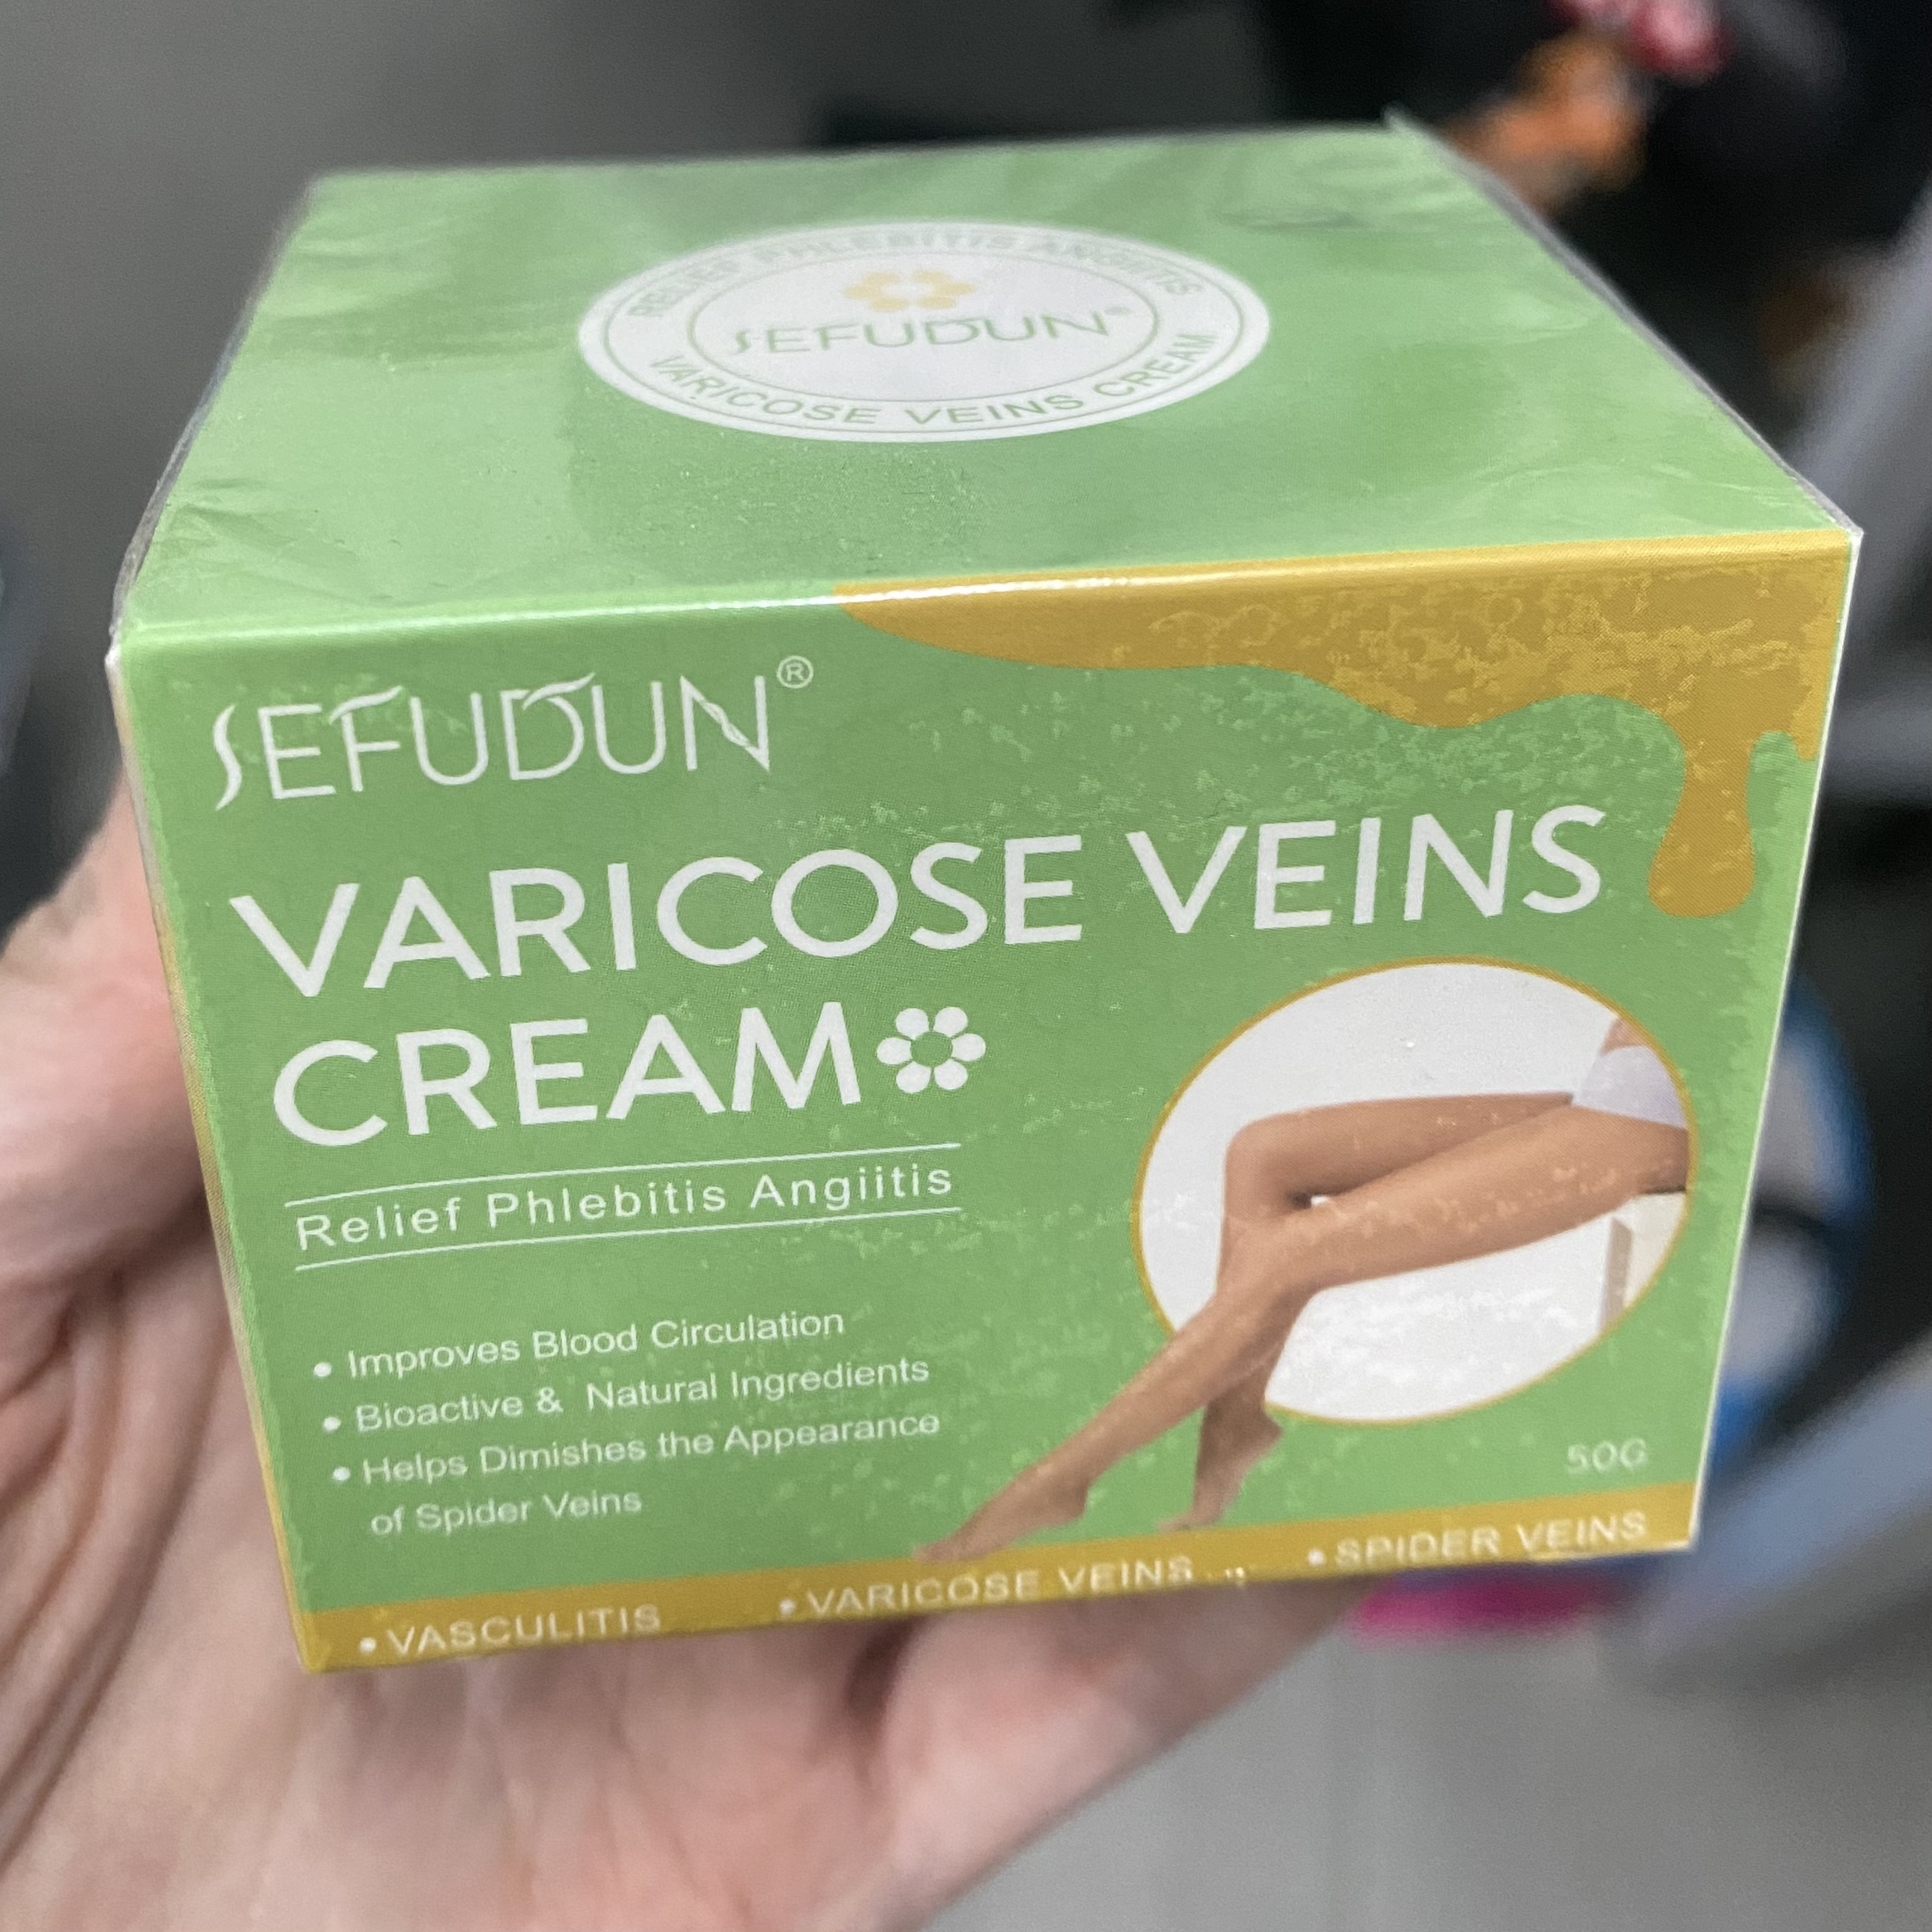 RELIEF PHLEBITIS ANGIITIS
SEFUDUN®
VARICOSE VEINS CREAM
SEFUDUN®
VARICOSE VEINS
CREAM
Relief Phlebitis Angiitis
• Improves Blood Circulation
• Bioactive & Natural Ingredients
• Helps Dimishes the Appearance
of Spider Veins
50G
• VASCULITIS • VARICOSE VEINS • SPIDER VEINS